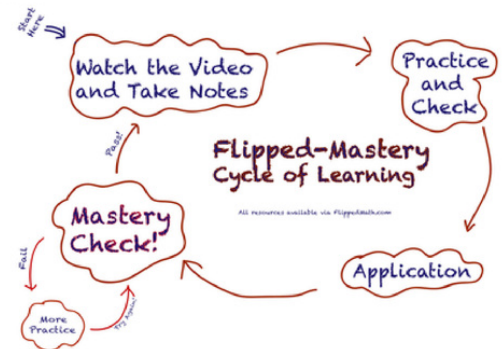 Start
Here
Watch the Video
and Take Notes
Practice
and
Check
Pass!
Flipped-Mastery
Cycle of Learning
All resources available via FlippedMath.com
Mastery
Check!
Application
Fail
More
Practice
Try Again!